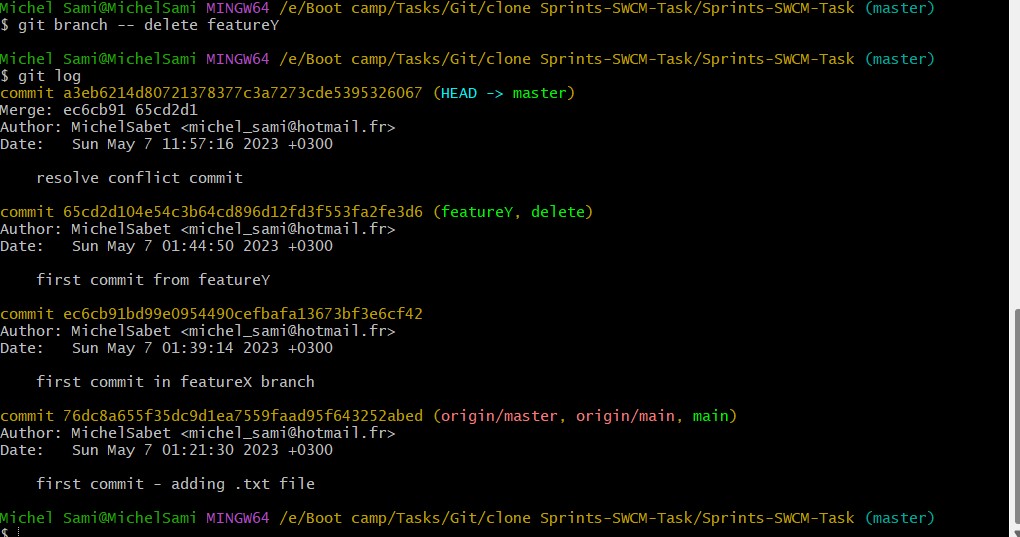 Michel Sami@MichelSami MINGW64 /e/Boot camp/Tasks/Git/clone Sprints-SWCM-Task/Sprints-SWCM-Task (master)
$ git branch -- delete featureY
Michel Sami@MichelSami MINGW64 /e/Boot camp/Tasks/Git/clone Sprints-SWCM-Task/Sprints-SWCM-Task (master)
$ git log
commit a3eb6214d80721378377c3a7273cde5395326067 (HEAD -> master)
Merge: ec6cb91 65cd2d1
Author: MichelSabet <michel_sami@hotmail.fr>
Date:   Sun May 7 11:57:16 2023 +0300
    resolve conflict commit
commit 65cd2d104e54c3b64cd896d12fd3f553fa2fe3d6 (featureY, delete)
Author: MichelSabet <michel_sami@hotmail.fr>
Date:   Sun May 7 01:44:50 2023 +0300
    first commit from featureY
commit ec6cb91bd99e0954490cefbafa13673bf3e6cf42
Author: MichelSabet <michel_sami@hotmail.fr>
Date:   Sun May 7 01:39:14 2023 +0300
    first commit in featureX branch
commit 76dc8a655f35dc9d1ea7559faad95f643252abed (origin/master, origin/main, main)
Author: MichelSabet <michel_sami@hotmail.fr>
Date:   Sun May 7 01:21:30 2023 +0300
    first commit - adding .txt file
Michel Sami@MichelSami MINGW64 /e/Boot camp/Tasks/Git/clone Sprints-SWCM-Task/Sprints-SWCM-Task (master)
$